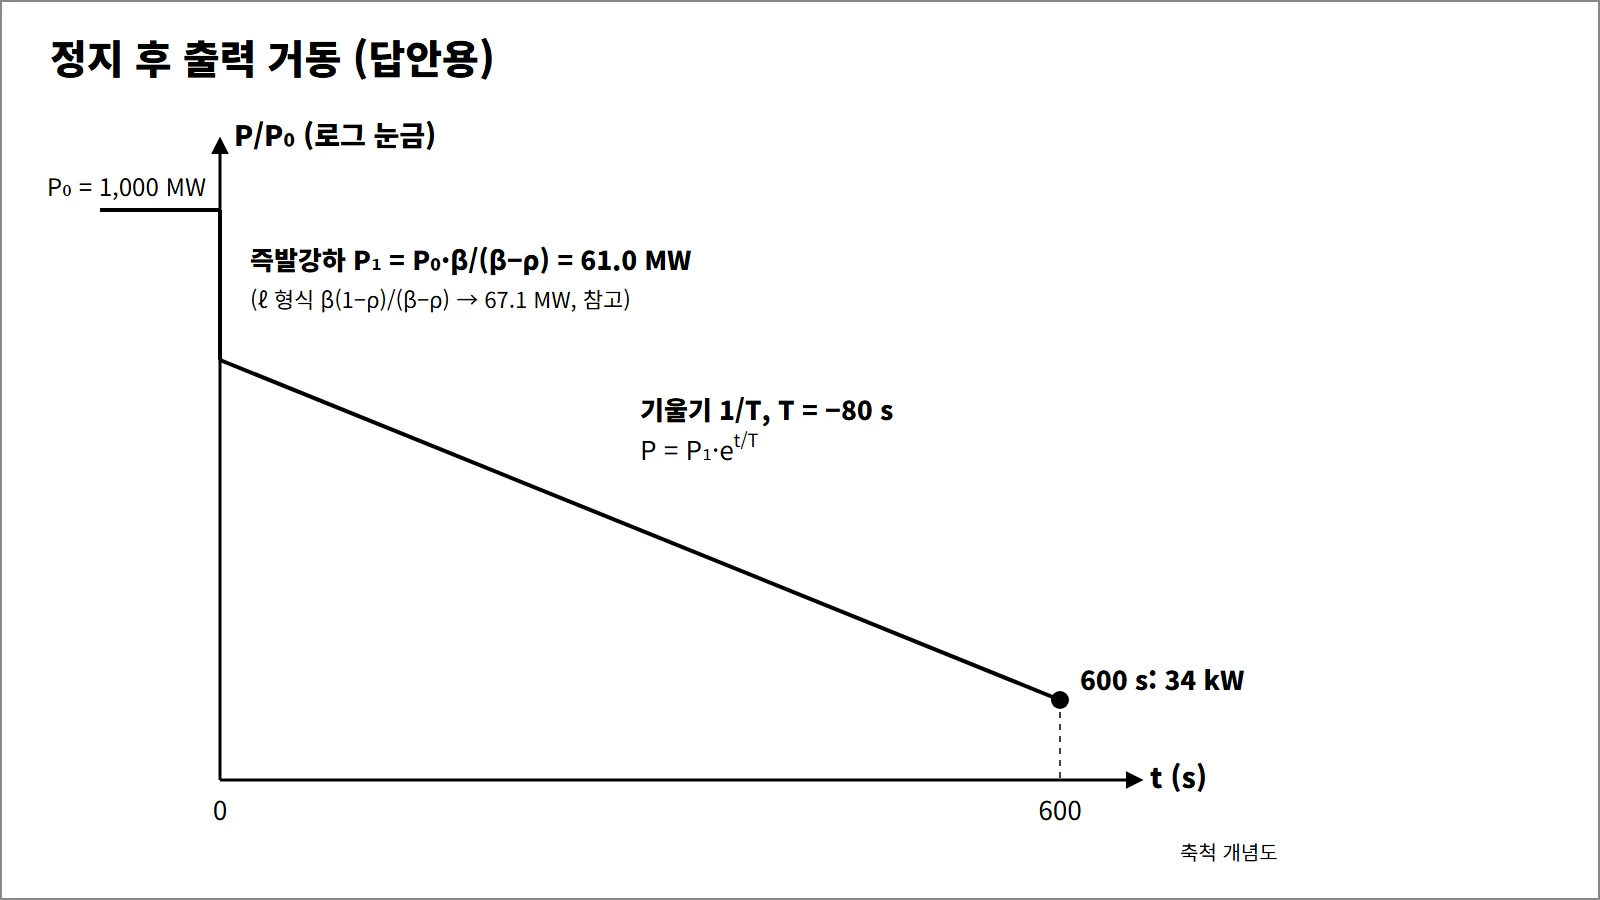 정지 후 출력 거동 (답안용)
P/P₀ (로그 눈금)
P₀ = 1,000 MW
즉발강하 P₁ = P₀·β/(β−ρ) = 61.0 MW
(ℓ 형식 β(1−ρ)/(β−ρ) → 67.1 MW, 참고)
기울기 1/T, T = −80 s
P = P₁·e^t/T
600 s: 34 kW
t (s)
0
600
축척 개념도